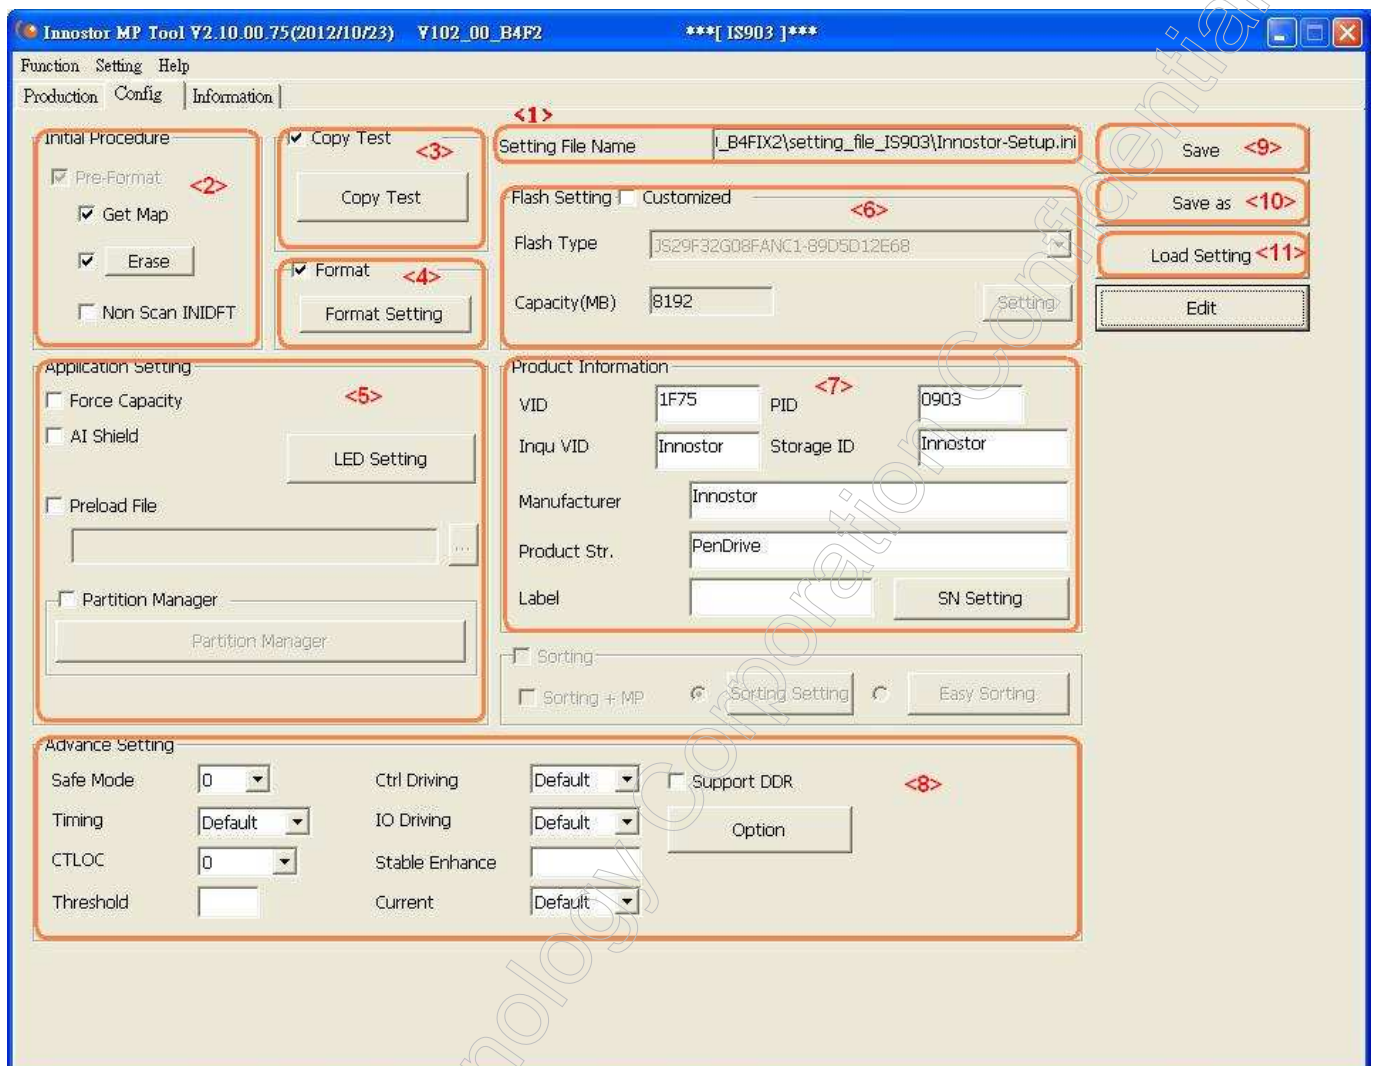 Innostor MP Tool V2.10.00.75(2012/10/23) V102_00_B4F2 ***[ IS903 ]***
Function Setting Help
Production Config Information
<1>
Initial Procedure
Pre-Format
<2>
Get Map
Erase
Non Scan INIDFT
Copy Test
<3>
Copy Test
Format
<4>
Format Setting
Setting File Name
_B4FIX2\setting_file_IS903\Innostor-Setup.ini
Flash Setting
Customized
<6>
Flash Type
JS29F32G08FANC1-89D5D12E68
Capacity(MB)
8192
Setting
Save <9>
Save as <10>
Load Setting <11>
Edit
Application Setting
Force Capacity
<5>
AI Shield
LED Setting
Preload File
...
Partition Manager
Partition Manager
Product Information
<7>
VID
1F75
PID
0903
Inqu VID
Innostor
Storage ID
Innostor
Manufacturer
Innostor
Product Str.
PenDrive
Label
SN Setting
Sorting
Sorting + MP
Sorting Setting
Easy Sorting
Advance Setting
Safe Mode
0
Ctrl Driving
Default
Support DDR
<8>
Timing
Default
IO Driving
Default
Option
CTLOC
0
Stable Enhance
Threshold
Current
Default
nology Corporation Confidential